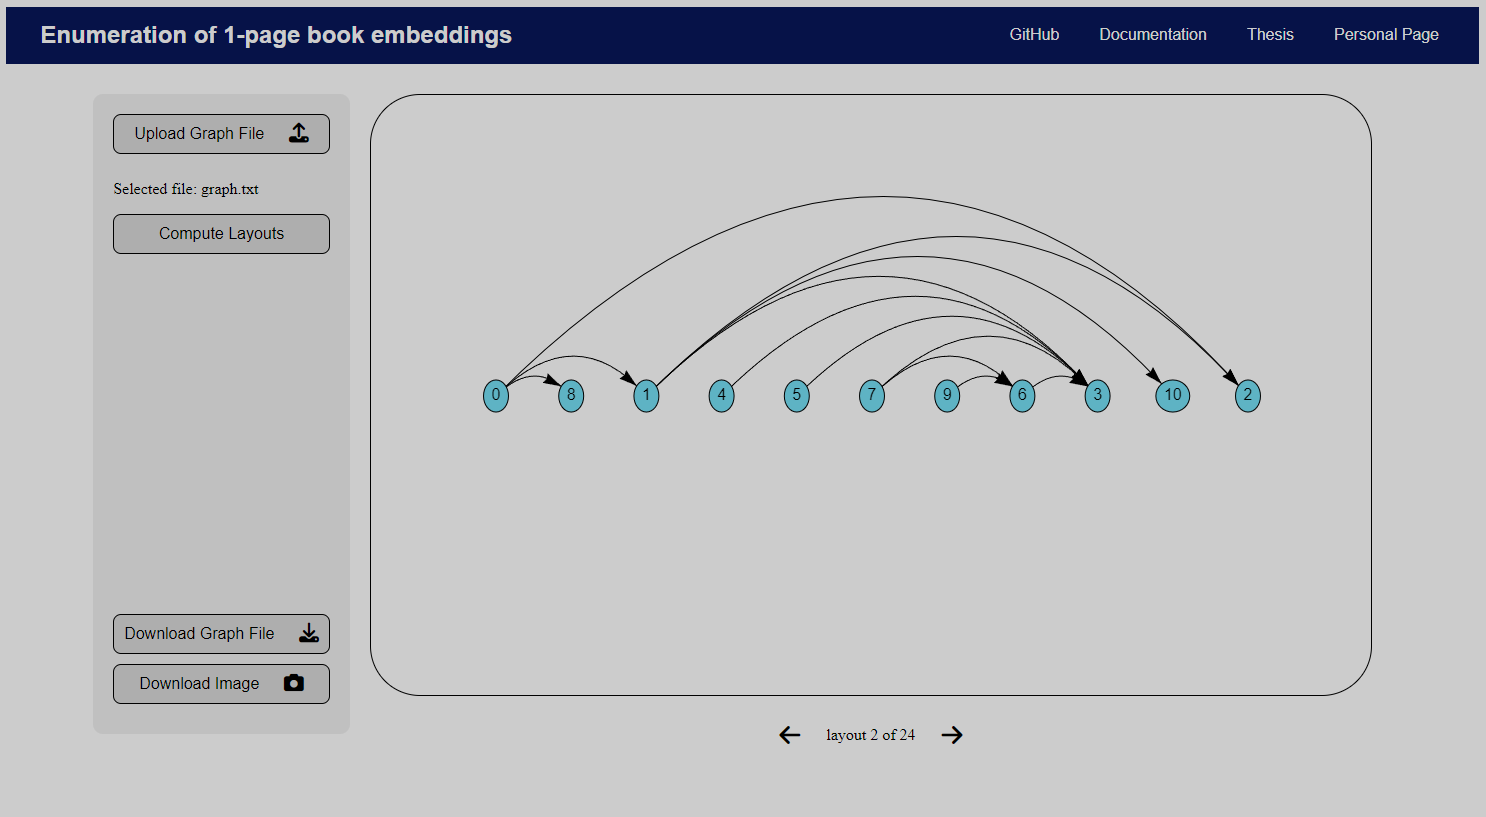 Enumeration of 1-page book embeddings
GitHub Documentation Thesis Personal Page
Upload Graph File
Selected file: graph.txt
Compute Layouts
0 8 1 4 5 7 9 6 3 10 2
Download Graph File
Download Image
layout 2 of 24